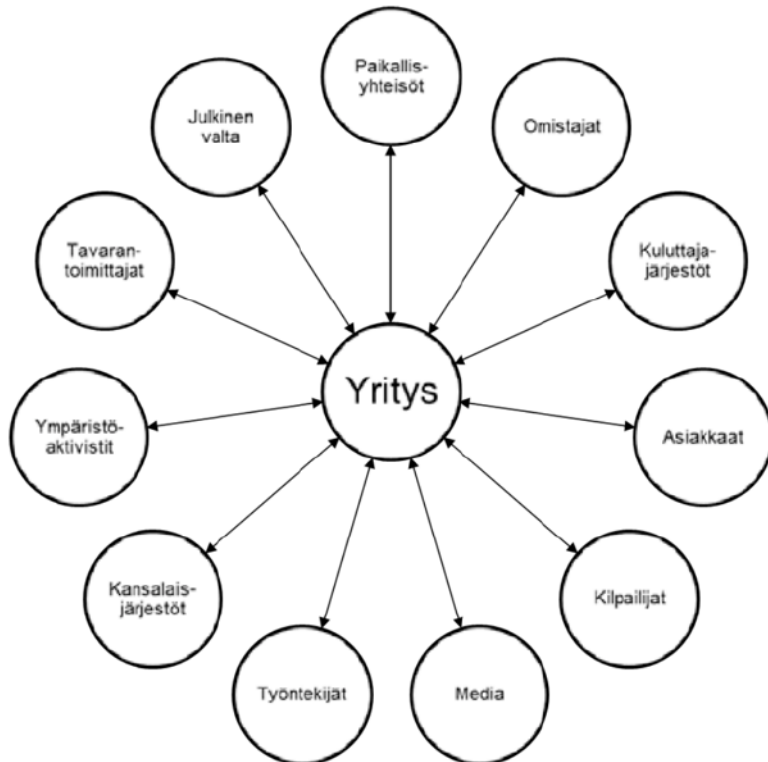 Paikallis-
yhteisöt
Julkinen
valta
Omistajat
Tavaran-
toimittajat
Kuluttaja-
järjestöt
Yritys
Ympäristö-
aktivistit
Asiakkaat
Kansalais-
järjestöt
Kilpailijat
Työntekijät
Media